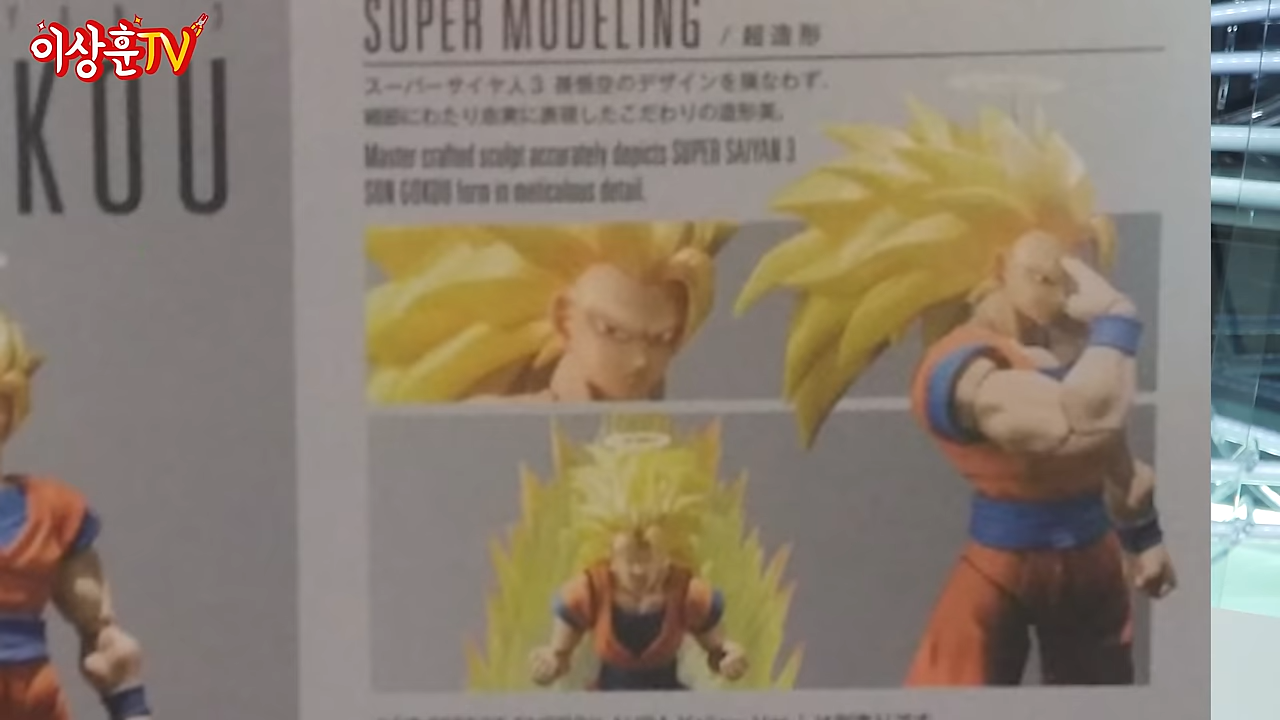 이상훈TV
KUU
SUPER MODELING / 超造形
スーパーサイヤ人3 孫悟空のデザインを損なわず、
細部にわたり忠実に表現したこだわりの造形美。
Master crafted sculpt accurately depicts SUPER SAIYAN 3
SON GOKOU form in meticulous detail.